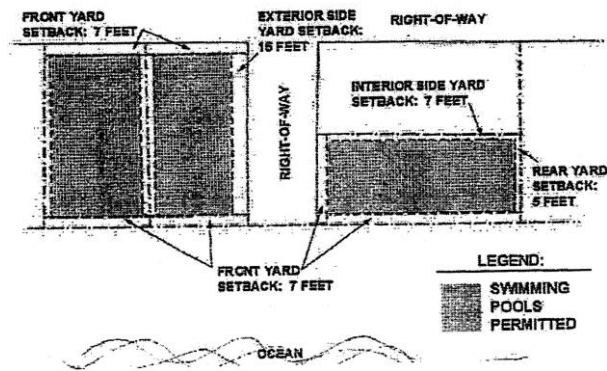 FRONT YARD
SETBACK: 7 FEET
EXTERIOR SIDE
YARD SETBACK:
15 FEET
RIGHT-OF-WAY
RIGHT-OF-WAY
INTERIOR SIDE YARD
SETBACK: 7 FEET
REAR YARD
SETBACK:
5 FEET
FRONT YARD
SETBACK: 7 FEET
LEGEND:
SWIMMING
POOLS
PERMITTED
OCEAN